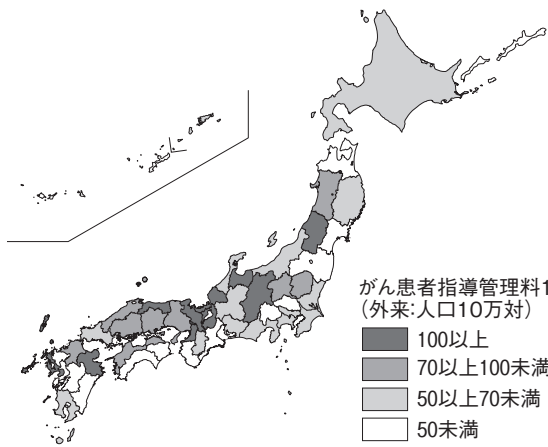 がん患者指導管理料1
(外来:人口10万対)
100以上
70以上100未満
50以上70未満
50未満